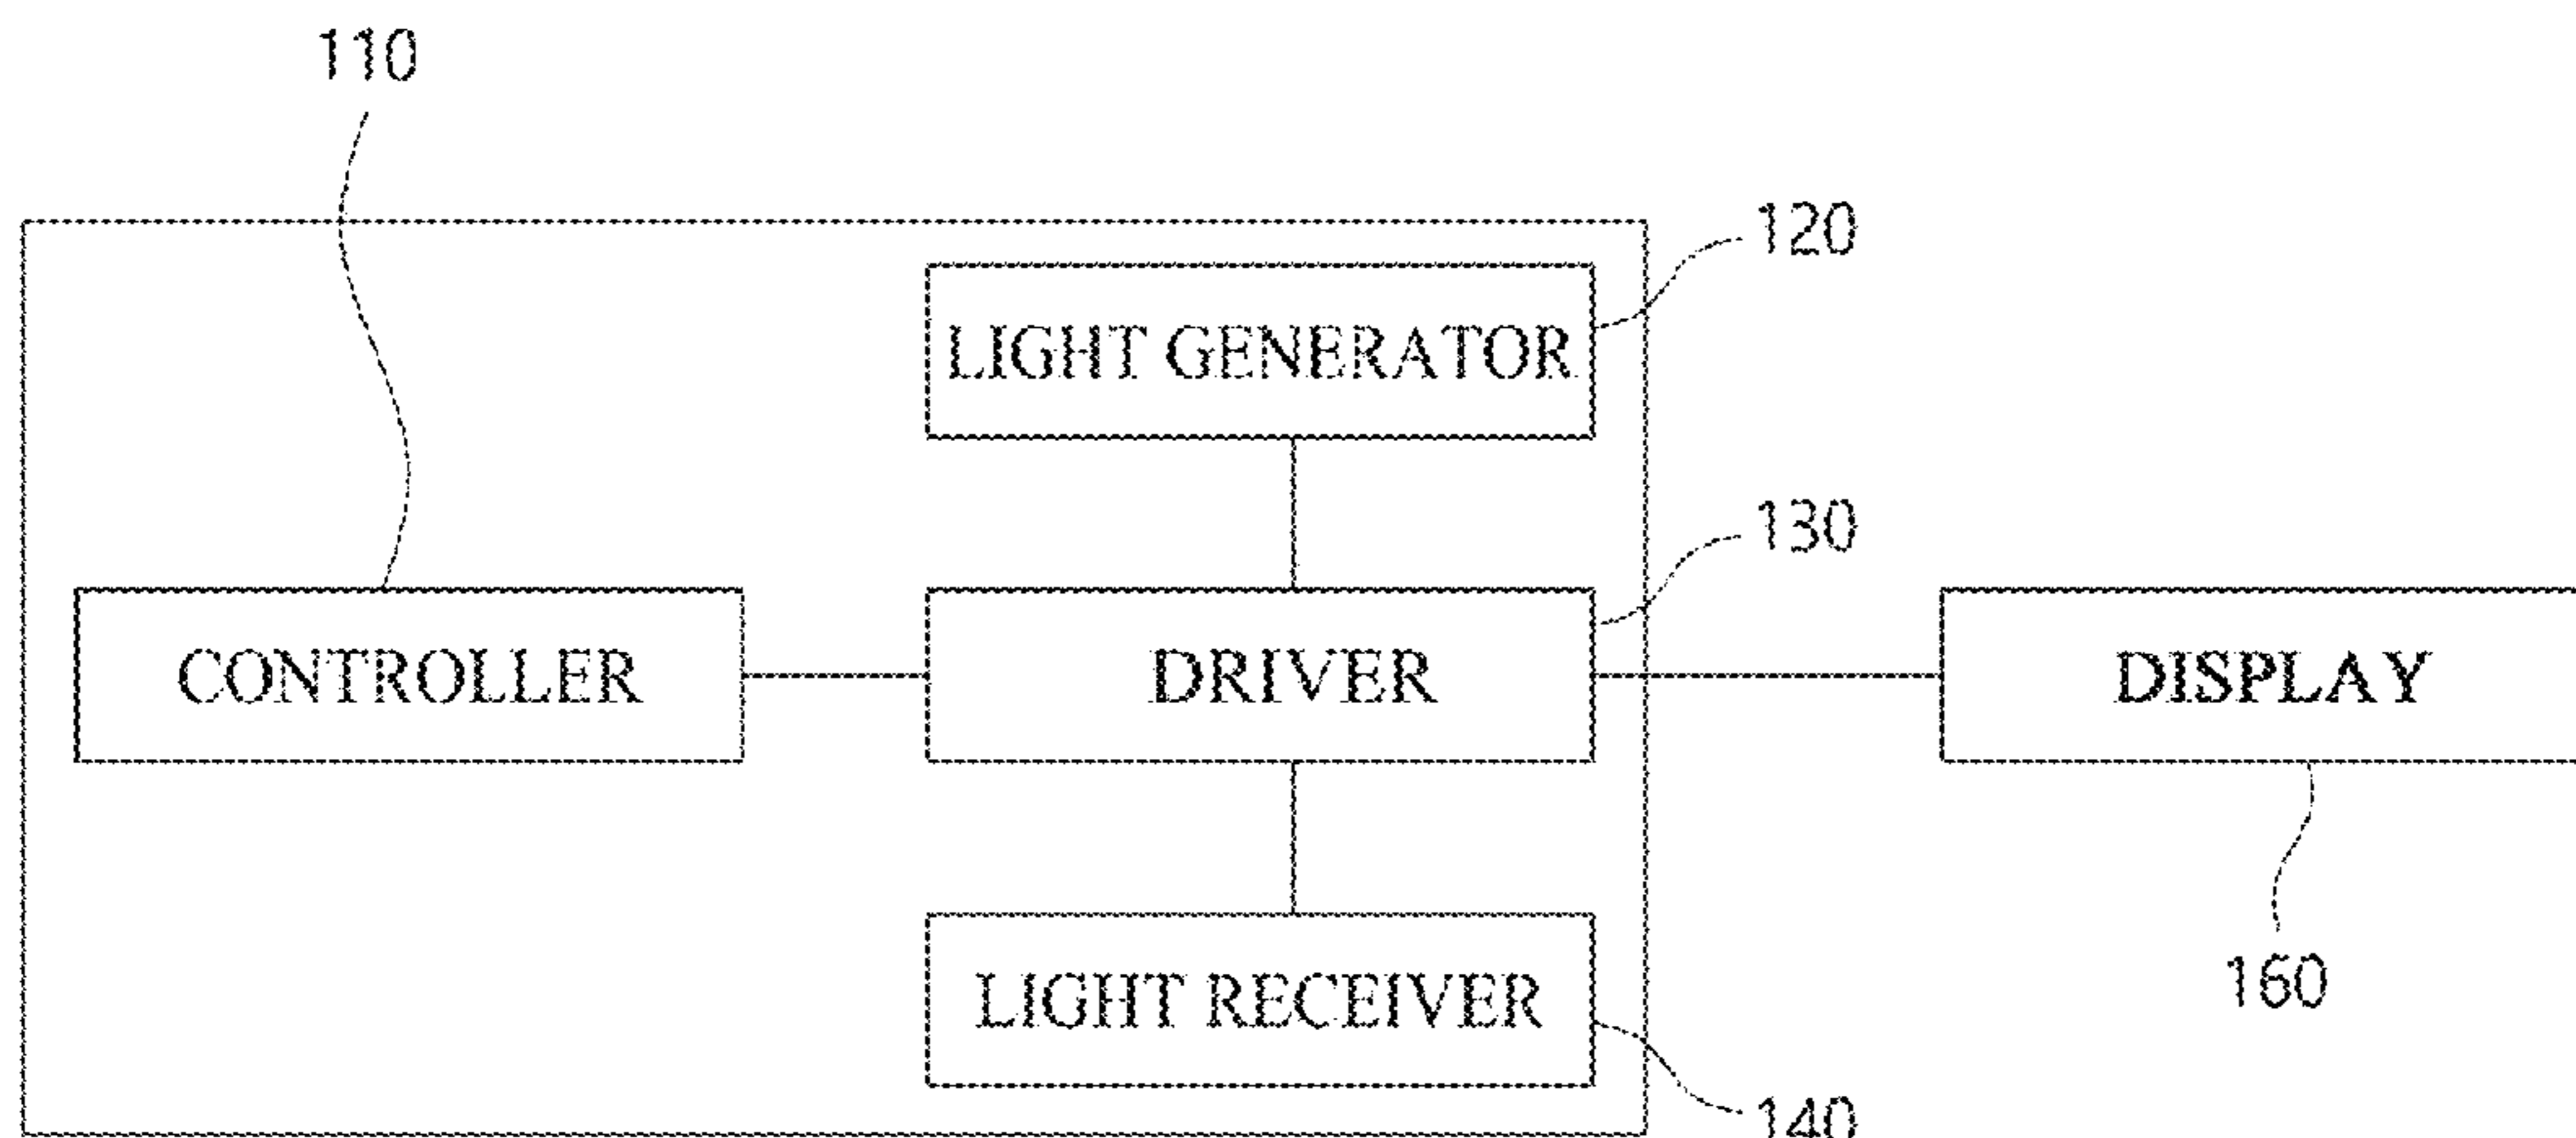 110
120
LIGHT GENERATOR
130
CONTROLLER
DRIVER
DISPLAY
LIGHT RECEIVER
160
140